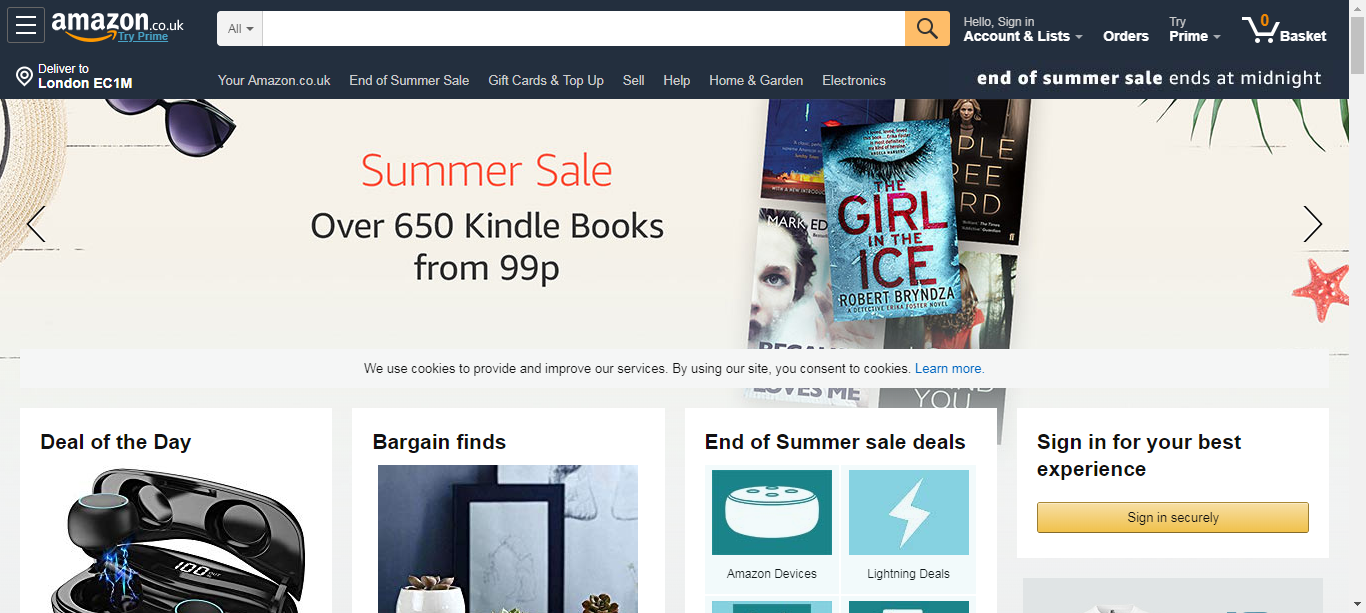 amazon.co.uk
Try Prime
All
Hello, Sign in
Account & Lists
Orders
Try
Prime
0
Basket
Deliver to
London EC1M
Your Amazon.co.uk
End of Summer Sale
Gift Cards & Top Up
Sell
Help
Home & Garden
Electronics
end of summer sale ends at midnight
Summer Sale
Over 650 Kindle Books
from 99p
MARK ED
THE
GIRL
IN THE
ICE
ROBERT BRYNDZA
A DETECTIVE ERIKA FOSTER NOVEL
PLE
REE
RD
LOVES ME
YOU
We use cookies to provide and improve our services. By using our site, you consent to cookies. Learn more.
Deal of the Day
100
Bargain finds
End of Summer sale deals
Amazon Devices
Lightning Deals
Sign in for your best
experience
Sign in securely